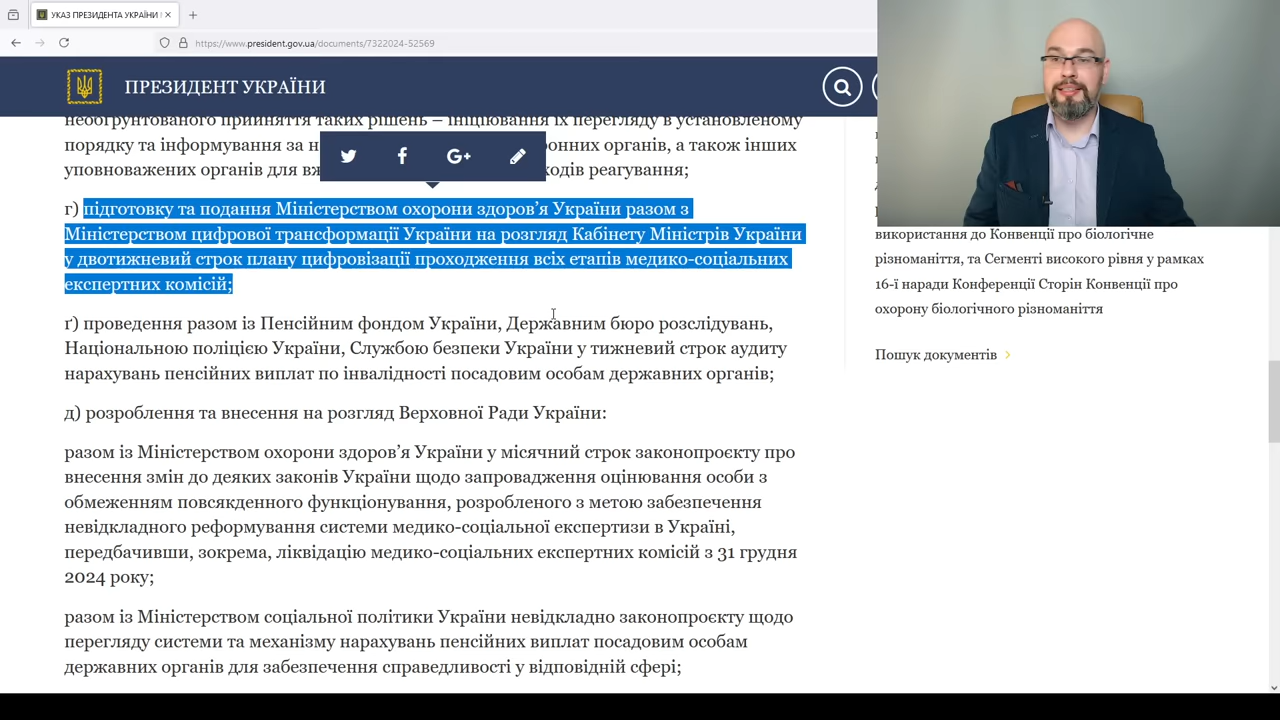 УКАЗ ПРЕЗИДЕНТА УКРАЇНИ
https://www.president.gov.ua/documents/7322024-52569
ПРЕЗИДЕНТ УКРАЇНИ
необґрунтованого прийняття таких рішень – ініціювання їх перегляду в установленому
порядку та інформування за н ронних органів, а також інших
уповноважених органів для вж ходів реагування;
г) підготовку та подання Міністерством охорони здоров’я України разом з
Міністерством цифрової трансформації України на розгляд Кабінету Міністрів України
у двотижневий строк плану цифровізації проходження всіх етапів медико-соціальних
експертних комісій;
ґ) проведення разом із Пенсійним фондом України, Державним бюро розслідувань,
Національною поліцією України, Службою безпеки України у тижневий строк аудиту
нарахувань пенсійних виплат по інвалідності посадовим особам державних органів;
д) розроблення та внесення на розгляд Верховної Ради України:
разом із Міністерством охорони здоров’я України у місячний строк законопроєкту про
внесення змін до деяких законів України щодо запровадження оцінювання особи з
обмеженням повсякденного функціонування, розробленого з метою забезпечення
невідкладного реформування системи медико-соціальної експертизи в Україні,
передбачивши, зокрема, ліквідацію медико-соціальних експертних комісій з 31 грудня
2024 року;
разом із Міністерством соціальної політики України невідкладно законопроєкту щодо
перегляду системи та механізму нарахувань пенсійних виплат посадовим особам
державних органів для забезпечення справедливості у відповідній сфері;
використання до Конвенції про біологічне
різноманіття, та Сегменті високого рівня у рамках
16-ї наради Конференції Сторін Конвенції про
охорону біологічного різноманіття
Пошук документів